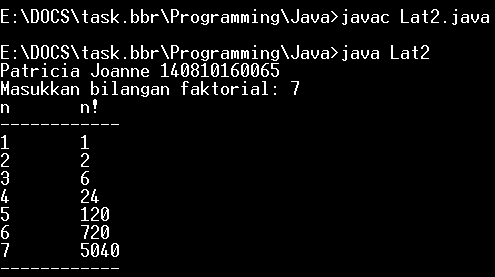 E:\DOCS\task.bbr\Programming\Java>javac Lat2.java
E:\DOCS\task.bbr\Programming\Java>java Lat2
Patricia Joanne 140810160065
Masukkan bilangan faktorial: 7
n n!
------------
1 1
2 2
3 6
4 24
5 120
6 720
7 5040
------------